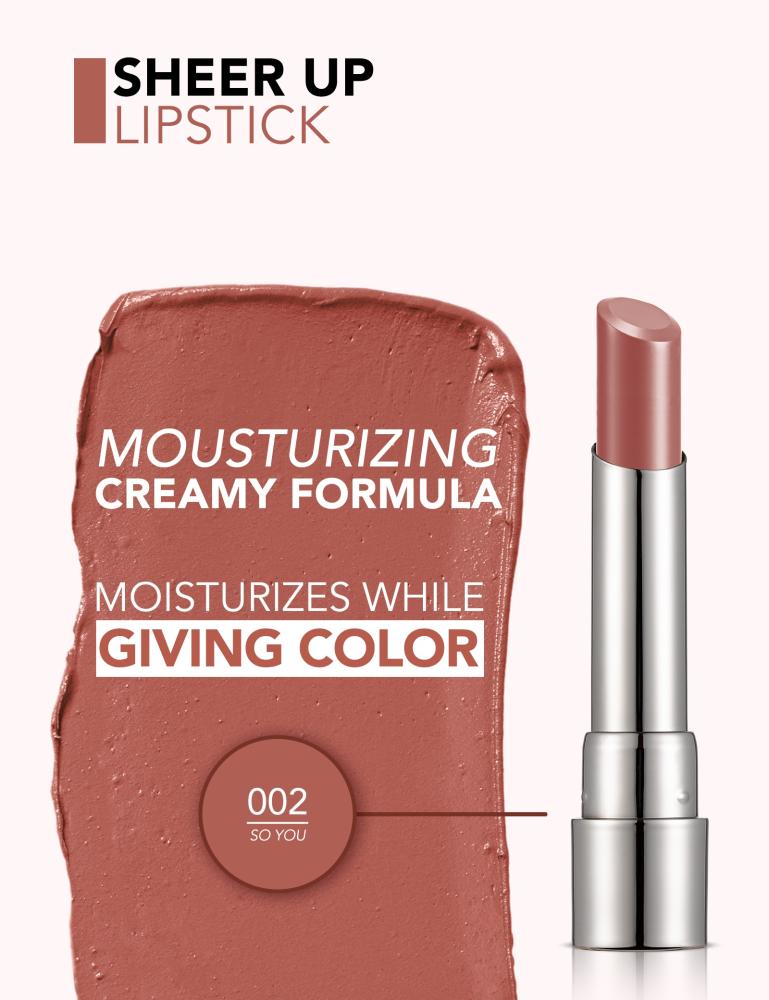 SHEER UP
LIPSTICK
MOUSTURIZING
CREAMY FORMULA
MOISTURIZES WHILE
GIVING COLOR
002
SO YOU